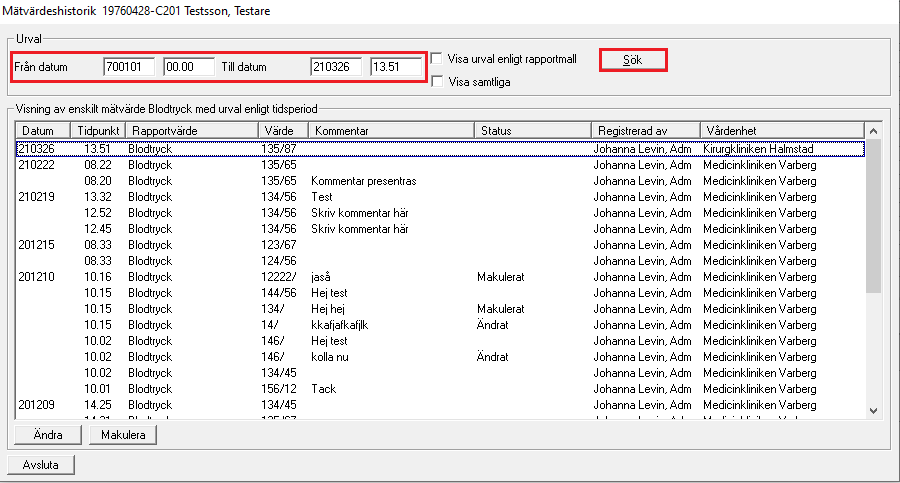 Mätvärdeshistorik 19760428-C201 Testsson, Testare
Urval
Från datum 700101 00.00 Till datum 210326 13.51 Visa urval enligt rapportmall Sök
Visa samtliga
Visning av enskilt mätvärde Blodtryck med urval enligt tidsperiod
Datum Tidpunkt Rapportvärde Värde Kommentar Status Registrerad av Vårdenhet
210326 13.51 Blodtryck 135/87 Johanna Levin, Adm Kirurgkliniken Halmstad
210222 08.22 Blodtryck 135/65 Johanna Levin, Adm Medicinkliniken Varberg
08.20 Blodtryck 135/65 Kommentar presentras Johanna Levin, Adm Medicinkliniken Varberg
210219 13.32 Blodtryck 134/56 Test Johanna Levin, Adm Medicinkliniken Varberg
12.52 Blodtryck 134/56 Skriv kommentar här Johanna Levin, Adm Medicinkliniken Varberg
12.45 Blodtryck 134/56 Skriv kommentar här Johanna Levin, Adm Medicinkliniken Varberg
201215 08.33 Blodtryck 123/67 Johanna Levin, Adm Medicinkliniken Varberg
08.33 Blodtryck 124/56 Johanna Levin, Adm Medicinkliniken Varberg
201210 10.16 Blodtryck 12222/ jaså Makulerat Johanna Levin, Adm Medicinkliniken Varberg
10.15 Blodtryck 144/56 Hej test Johanna Levin, Adm Medicinkliniken Varberg
10.15 Blodtryck 134/ Hej hej Makulerat Johanna Levin, Adm Medicinkliniken Varberg
10.15 Blodtryck 14/ kkafjafkafjlk Ändrat Johanna Levin, Adm Medicinkliniken Varberg
10.02 Blodtryck 146/ Hej test Johanna Levin, Adm Medicinkliniken Varberg
10.02 Blodtryck 146/ kolla nu Ändrat Johanna Levin, Adm Medicinkliniken Varberg
10.02 Blodtryck 134/45 Johanna Levin, Adm Medicinkliniken Varberg
10.01 Blodtryck 156/12 Tack Johanna Levin, Adm Medicinkliniken Varberg
201209 14.25 Blodtryck 134/45 Johanna Levin, Adm Medicinkliniken Varberg
Ändra Makulera
Avsluta